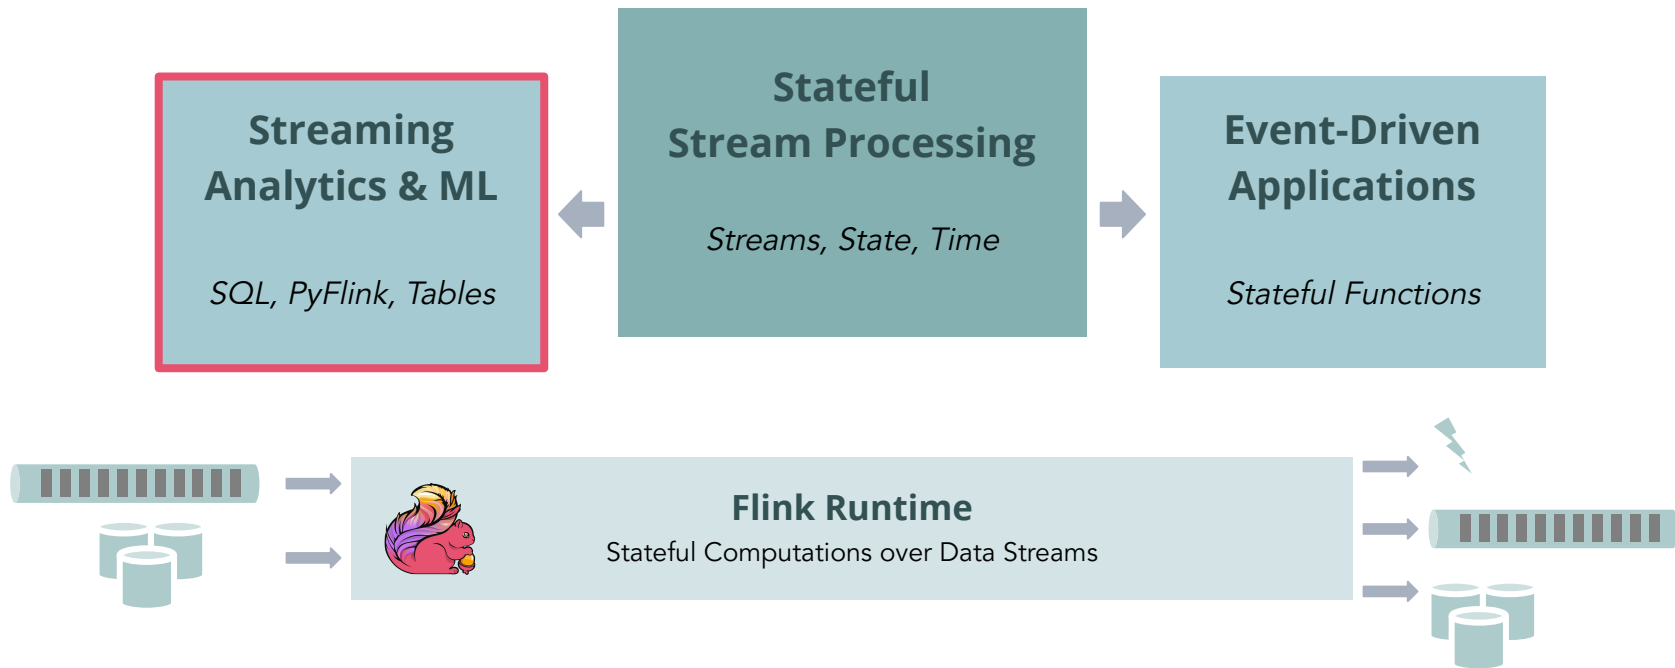 Streaming
Analytics & ML
SQL, PyFlink, Tables
Stateful
Stream Processing
Streams, State, Time
Event-Driven
Applications
Stateful Functions
Flink Runtime
Stateful Computations over Data Streams